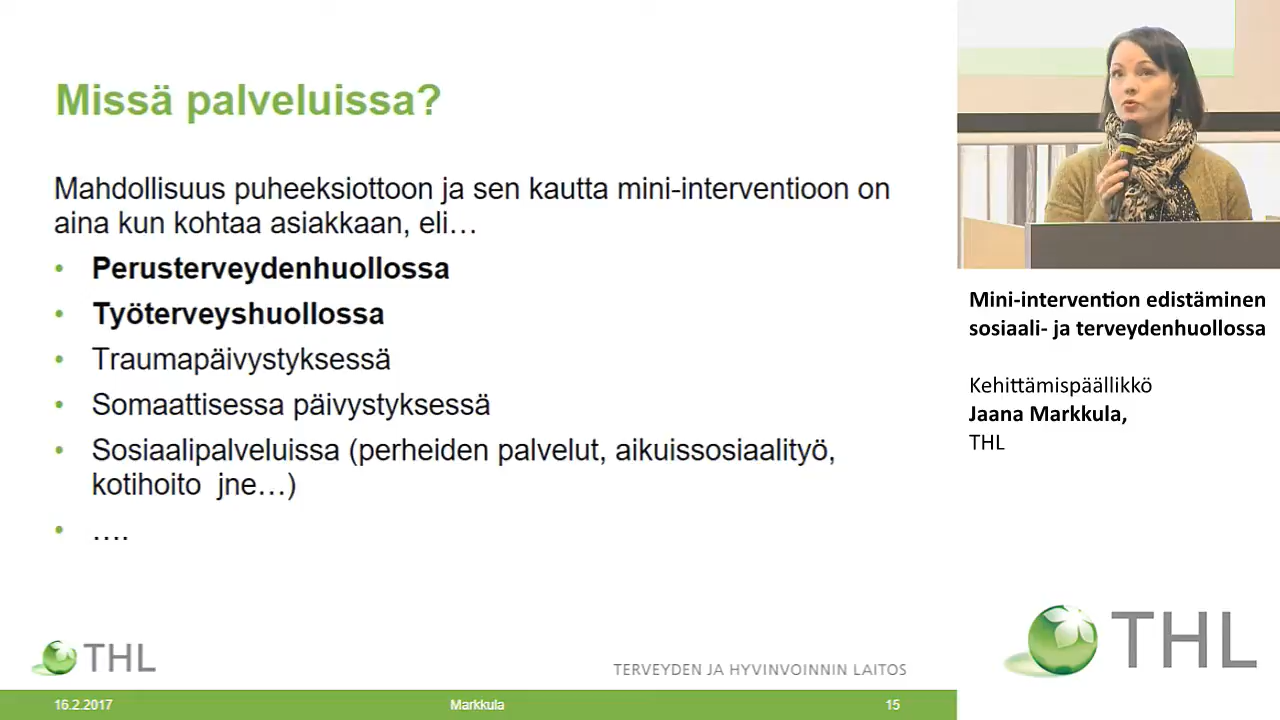 Missä palveluissa?
Mahdollisuus puheeksiottoon ja sen kautta mini-interventioon on
aina kun kohtaa asiakkaan, eli…
• Perusterveydenhuollossa
• Työterveyshuollossa
• Traumapäivystyksessä
• Somaattisessa päivystyksessä
• Sosiaalipalveluissa (perheiden palvelut, aikuissosiaalityö,
kotihoito jne…)
• ….
THL
TERVEYDEN JA HYVINVOINNIN LAITOS
16.2.2017 Markkula 15
Mini-intervention edistäminen
sosiaali- ja terveydenhuollossa
Kehittämispäällikkö
Jaana Markkula,
THL
THL